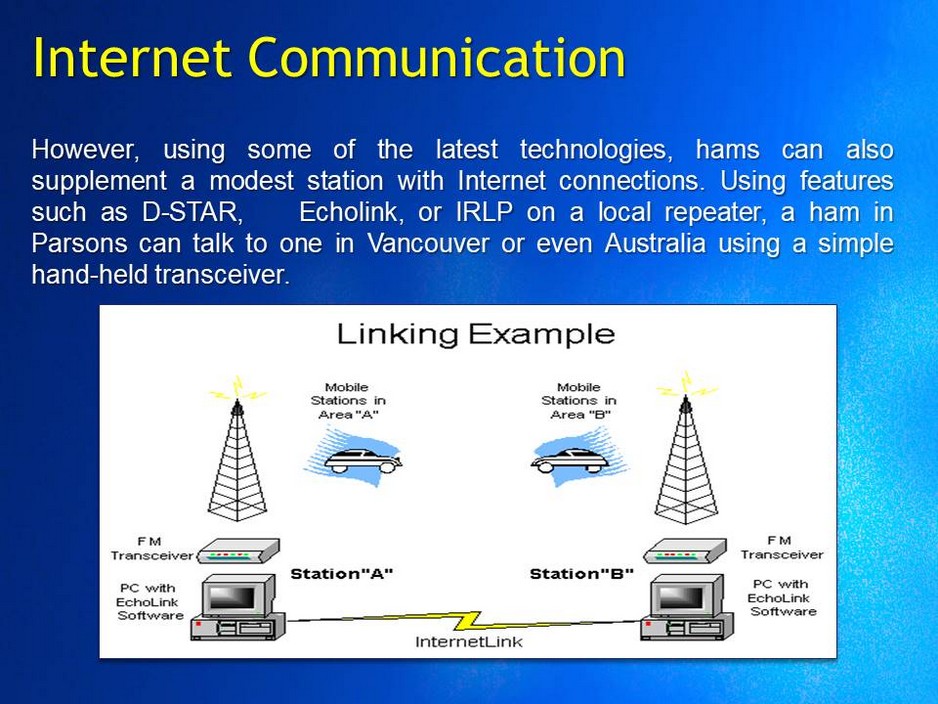 Internet Communication
However, using some of the latest technologies, hams can also
supplement a modest station with Internet connections. Using features
such as D-STAR, Echolink, or IRLP on a local repeater, a ham in
Parsons can talk to one in Vancouver or even Australia using a simple
hand-held transceiver.
Linking Example
Mobile
Stations in
Area "A"
Mobile
Stations in
Area "B"
FM
Transceiver
Station"A"
PC with
EchoLink
Software
FM
Transceiver
Station"B"
PC with
EchoLink
Software
InternetLink